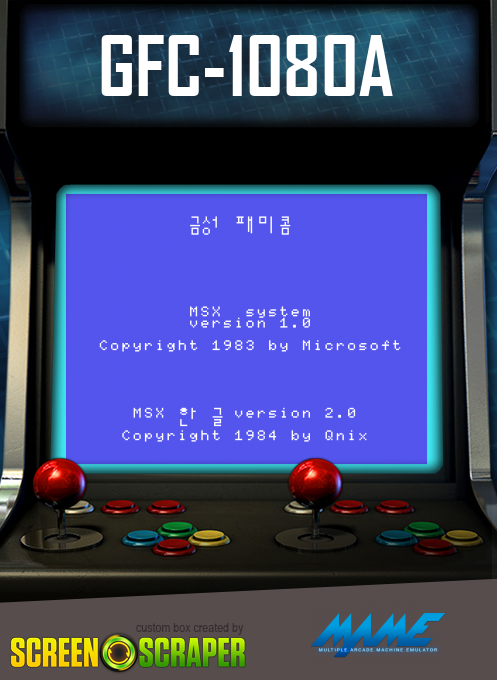 GFC-1080A
금성 패미콤
MSX system
version 1.0
Copyright 1983 by Microsoft
MSX 한 글 version 2.0
Copyright 1984 by Qnix
custom box created by
SCREEN SCRAPER
MAME
MULTIPLE ARCADE MACHINE EMULATOR